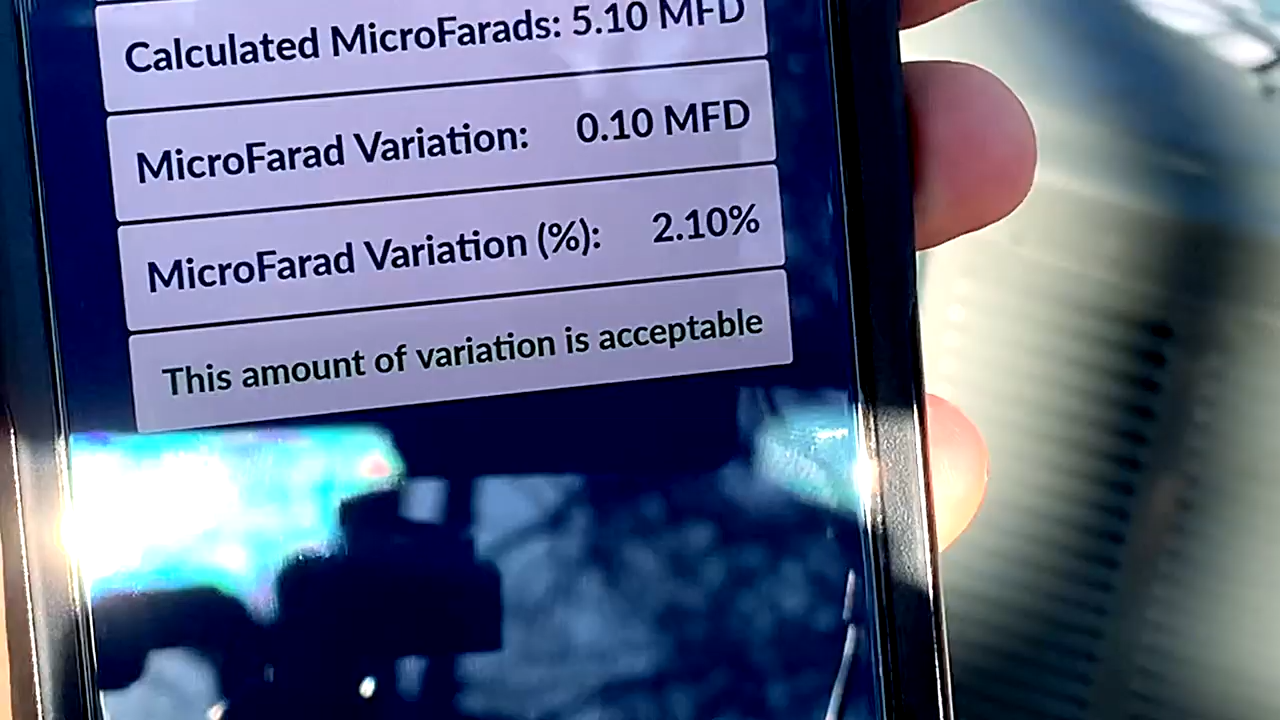 Calculated MicroFarads: 5.10 MFD
MicroFarad Variation: 0.10 MFD
MicroFarad Variation (%): 2.10%
This amount of variation is acceptable